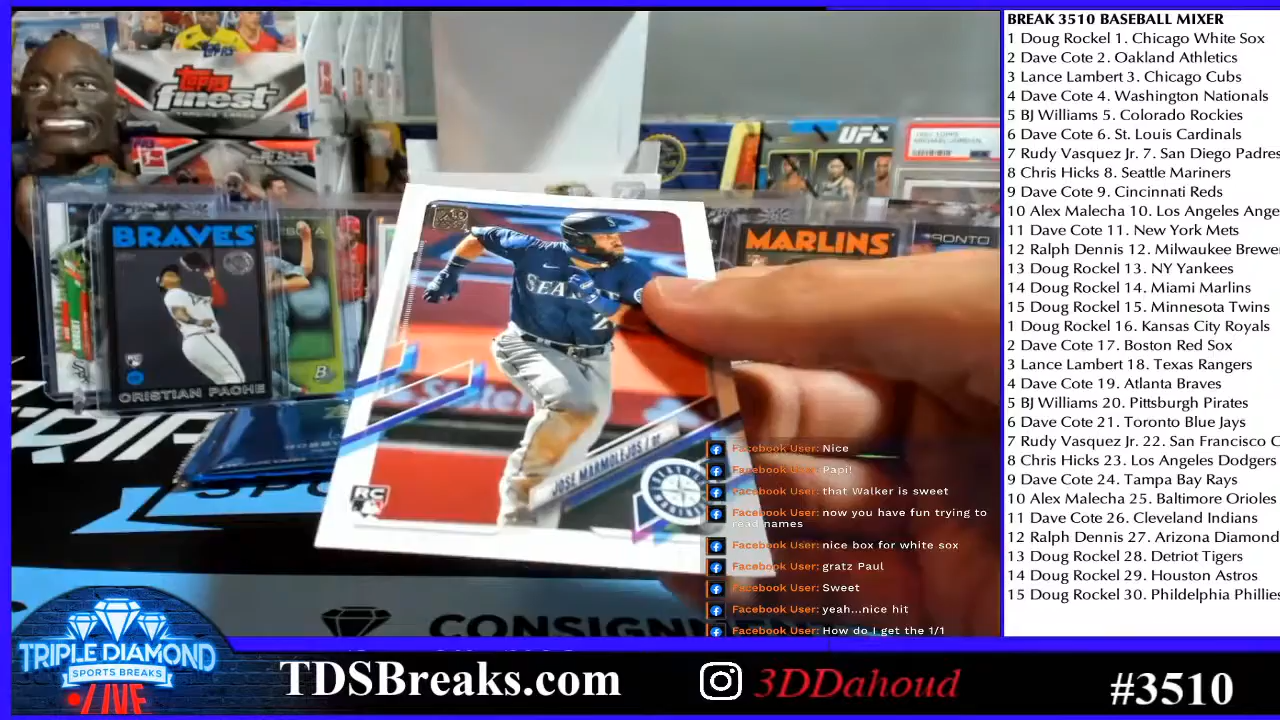 BREAK 3510 BASEBALL MIXER
1 Doug Rockel 1. Chicago White Sox
2 Dave Cote 2. Oakland Athletics
3 Lance Lambert 3. Chicago Cubs
4 Dave Cote 4. Washington Nationals
5 BJ Williams 5. Colorado Rockies
6 Dave Cote 6. St. Louis Cardinals
7 Rudy Vasquez Jr. 7. San Diego Padres
8 Chris Hicks 8. Seattle Mariners
9 Dave Cote 9. Cincinnati Reds
10 Alex Malecha 10. Los Angeles Ange
11 Dave Cote 11. New York Mets
12 Ralph Dennis 12. Milwaukee Brewe
13 Doug Rockel 13. NY Yankees
14 Doug Rockel 14. Miami Marlins
15 Doug Rockel 15. Minnesota Twins
1 Doug Rockel 16. Kansas City Royals
2 Dave Cote 17. Boston Red Sox
3 Lance Lambert 18. Texas Rangers
4 Dave Cote 19. Atlanta Braves
5 BJ Williams 20. Pittsburgh Pirates
6 Dave Cote 21. Toronto Blue Jays
7 Rudy Vasquez Jr. 22. San Francisco
8 Chris Hicks 23. Los Angeles Dodgers
9 Dave Cote 24. Tampa Bay Rays
10 Alex Malecha 25. Baltimore Orioles
11 Dave Cote 26. Cleveland Indians
12 Ralph Dennis 27. Arizona Diamond
13 Doug Rockel 28. Detriot Tigers
14 Doug Rockel 29. Houston Astros
15 Doug Rockel 30. Phildelphia Phillies
Topps finest
UFC
BRAVES
CRISTIAN PACHE
MARLINS
RONTO
SEA
JOSE MARMOLEJOS
RC
Facebook User: Nice
Facebook User: Papi!
Facebook User: that Walker is sweet
Facebook User: now you have fun trying to
read names
Facebook User: nice box for white sox
Facebook User: gratz Paul
Facebook User: Sweet
Facebook User: yeah...nice hit
Facebook User: How do I get the 1/1
CONSIGNMEN
TRIPLE DIAMOND
SPORTS BREAKS
LIVE
TDSBreaks.com
3DDahoud
#3510